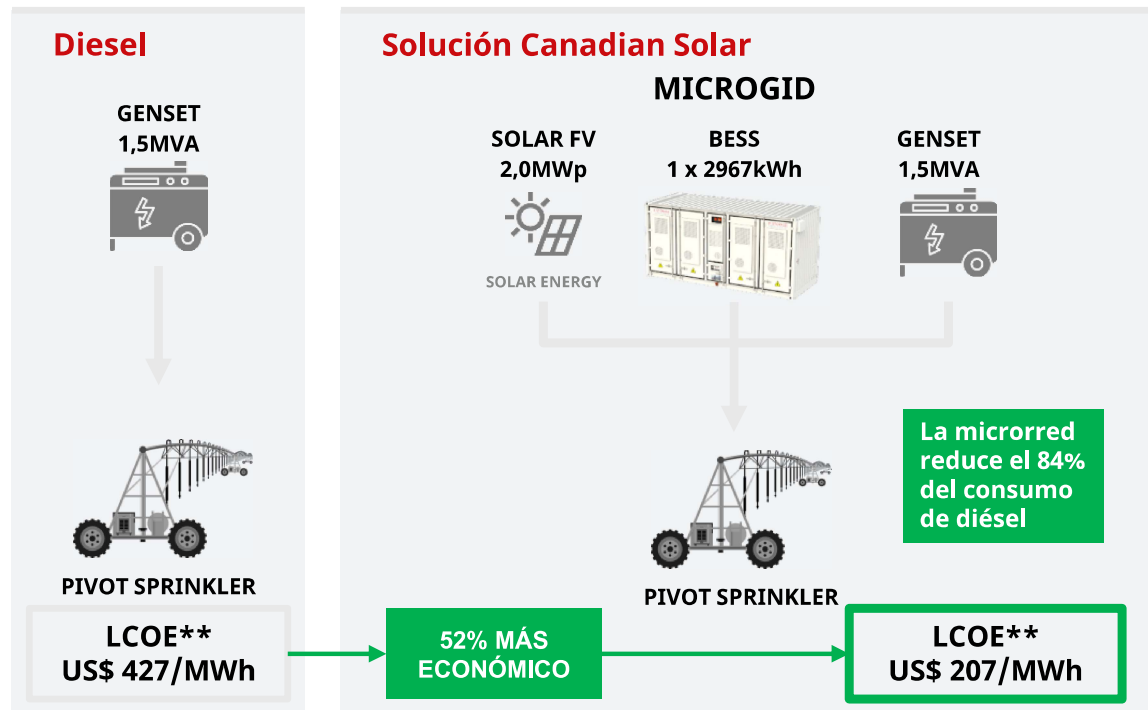 Diesel
GENSET
1,5MVA
PIVOT SPRINKLER
LCOE**
US$ 427/MWh
Solución Canadian Solar
MICROGID
SOLAR FV
2,0MWp
SOLAR ENERGY
BESS
1 x 2967kWh
GENSET
1,5MVA
La microrred
reduce el 84%
del consumo
de diésel
PIVOT SPRINKLER
52% MÁS
ECONÓMICO
LCOE**
US$ 207/MWh